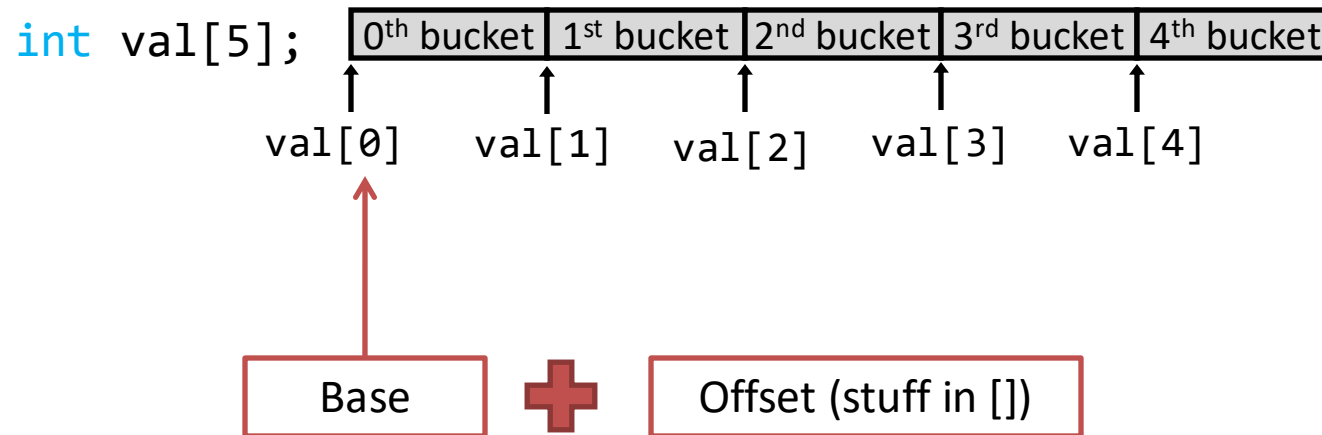 int val[5]; 0th bucket 1st bucket 2nd bucket 3rd bucket 4th bucket
val[0] val[1] val[2] val[3] val[4]
Base Offset (stuff in [])